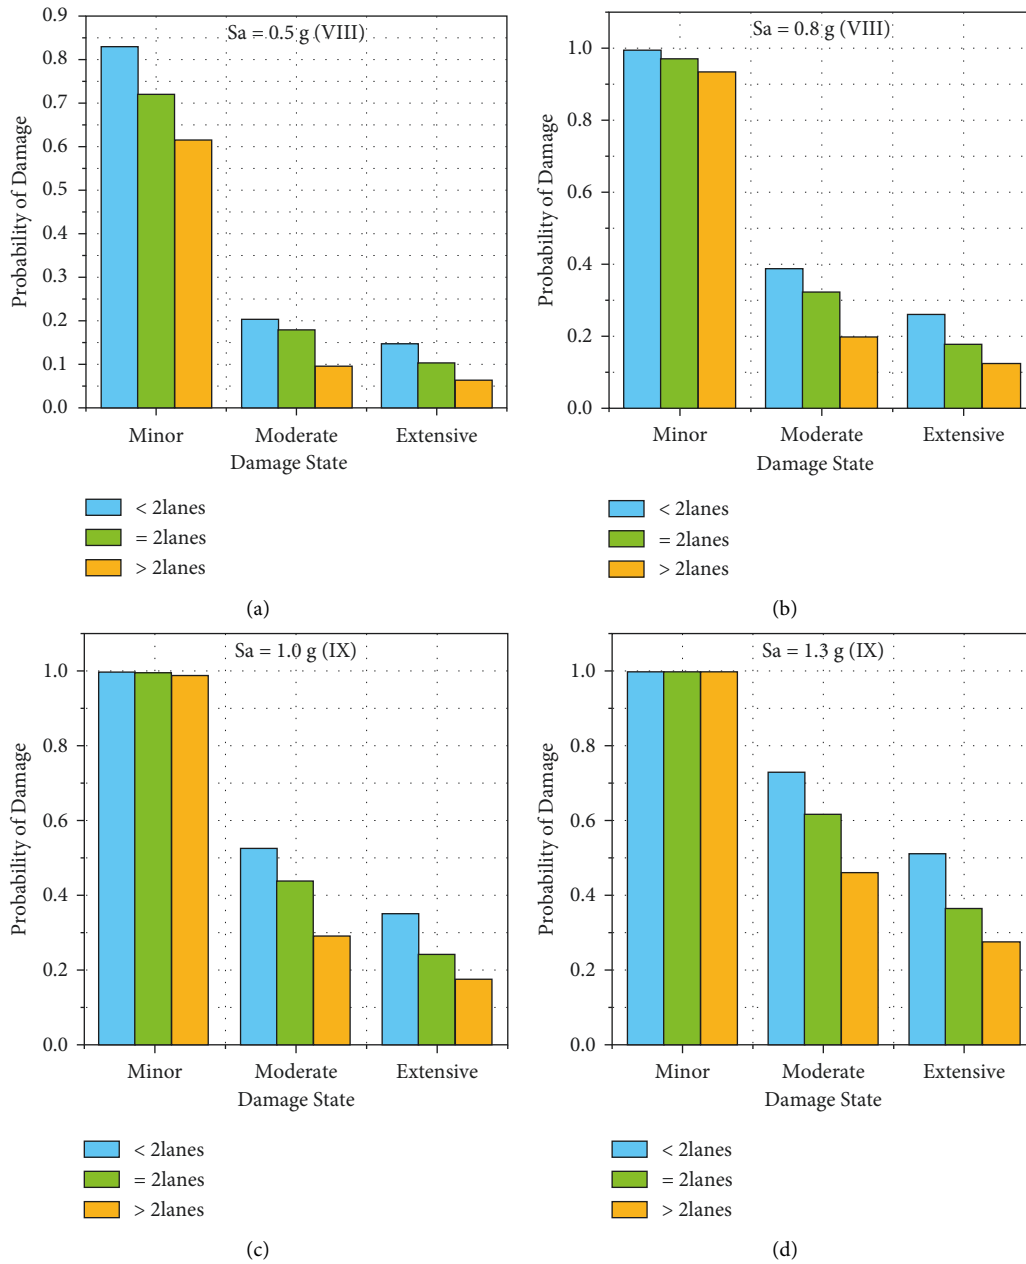 Sa = 0.5 g (VIII)
0.9
0.8
0.7
0.6
0.5
0.4
0.3
0.2
0.1
0.0
Probability of Damage
Minor Moderate Extensive
Damage State
< 2lanes
= 2lanes
> 2lanes
(a)
Sa = 0.8 g (VIII)
1.0
0.8
0.6
0.4
0.2
0.0
Probability of Damage
Minor Moderate Extensive
Damage State
< 2lanes
= 2lanes
> 2lanes
(b)
Sa = 1.0 g (IX)
1.0
0.8
0.6
0.4
0.2
0.0
Probability of Damage
Minor Moderate Extensive
Damage State
< 2lanes
= 2lanes
> 2lanes
(c)
Sa = 1.3 g (IX)
1.0
0.8
0.6
0.4
0.2
0.0
Probability of Damage
Minor Moderate Extensive
Damage State
< 2lanes
= 2lanes
> 2lanes
(d)